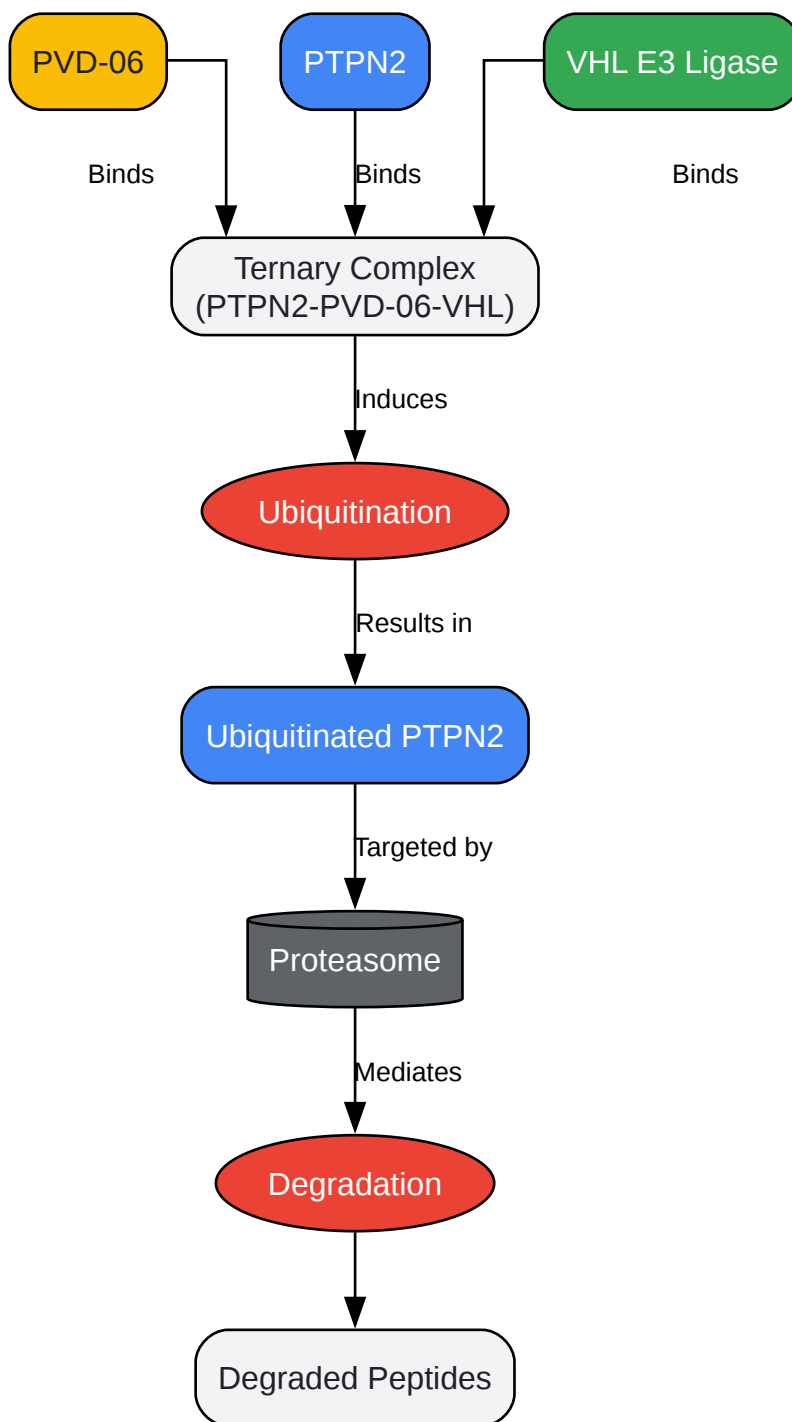 PVD-06
PTPN2
VHL E3 Ligase
Binds
Binds
Binds
Ternary Complex
(PTPN2-PVD-06-VHL)
Induces
Ubiquitination
Results in
Ubiquitinated PTPN2
Targeted by
Proteasome
Mediates
Degradation
Degraded Peptides